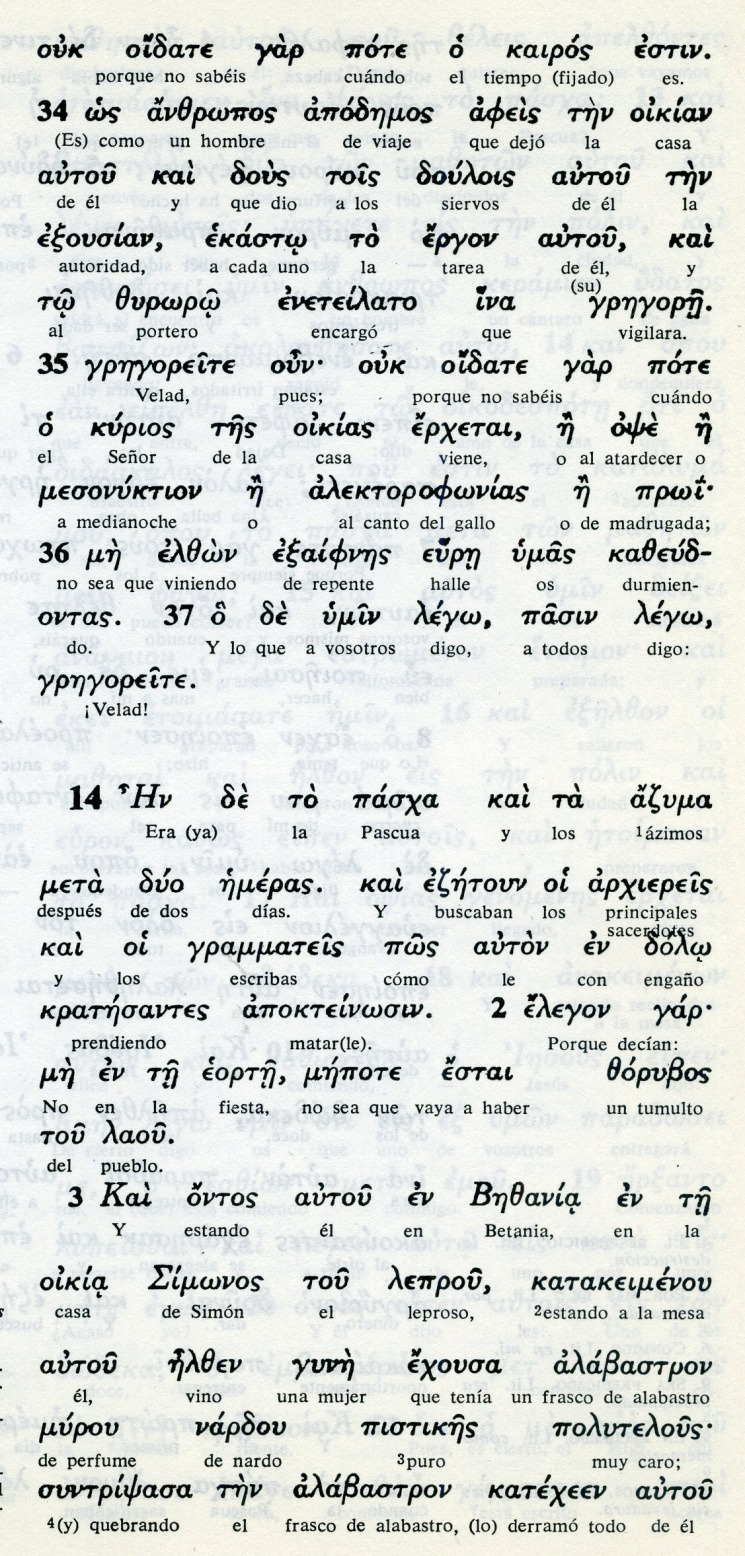 οὐκ οἴδατε γὰρ πότε ὁ καιρός ἐστιν.
porque no sabéis cuándo el tiempo (fijado) es.
34 ὡς ἄνθρωπος ἀπόδημος ἀφεὶς τὴν οἰκίαν
(Es) como un hombre de viaje que dejó la casa
αὐτοῦ καὶ δοὺς τοῖς δούλοις αὐτοῦ τὴν
de él y que dio a los siervos de él la
ἐξουσίαν, ἑκάστῳ τὸ ἔργον αὐτοῦ, καὶ
autoridad, a cada uno la tarea de él, y
(su)
τῷ θυρωρῷ ἐνετείλατο ἵνα γρηγορῇ.
al portero encargó que vigilara.
35 γρηγορεῖτε οὖν· οὐκ οἴδατε γὰρ πότε
Velad, pues; porque no sabéis cuándo
ὁ κύριος τῆς οἰκίας ἔρχεται, ἢ ὀψὲ ἢ
el Señor de la casa viene, o al atardecer o
μεσονύκτιον ἢ ἀλεκτοροφωνίας ἢ πρωΐ·
a medianoche o al canto del gallo o de madrugada;
36 μὴ ἐλθὼν ἐξαίφνης εὕρῃ ὑμᾶς καθεύδ-
no sea que viniendo de repente halle os durmien-
οντας. 37 ὃ δὲ ὑμῖν λέγω, πᾶσιν λέγω,
do. Y lo que a vosotros digo, a todos digo:
γρηγορεῖτε.
¡Velad!
14 Ἦν δὲ τὸ πάσχα καὶ τὰ ἄζυμα
Era (ya) la Pascua y los 1ázimos
μετὰ δύο ἡμέρας. καὶ ἐζήτουν οἱ ἀρχιερεῖς
después de dos días. Y buscaban los principales
sacerdotes
καὶ οἱ γραμματεῖς πῶς αὐτὸν ἐν δόλῳ
y los escribas cómo le con engaño
κρατήσαντες ἀποκτείνωσιν. 2 ἔλεγον γάρ·
prendiendo matar(le). Porque decían:
μὴ ἐν τῇ ἑορτῇ, μήποτε ἔσται θόρυβος
No en la fiesta, no sea que vaya a haber un tumulto
τοῦ λαοῦ.
del pueblo.
3 Καὶ ὄντος αὐτοῦ ἐν Βηθανίᾳ ἐν τῇ
Y estando él en Betania, en la
οἰκίᾳ Σίμωνος τοῦ λεπροῦ, κατακειμένου
casa de Simón el leproso, 2estando a la mesa
αὐτοῦ ἦλθεν γυνὴ ἔχουσα ἀλάβαστρον
él, vino una mujer que tenía un frasco de alabastro
μύρου νάρδου πιστικῆς πολυτελοῦς·
de perfume de nardo 3puro muy caro;
συντρίψασα τὴν ἀλάβαστρον κατέχεεν αὐτοῦ
4(y) quebrando el frasco de alabastro, (lo) derramó todo de él